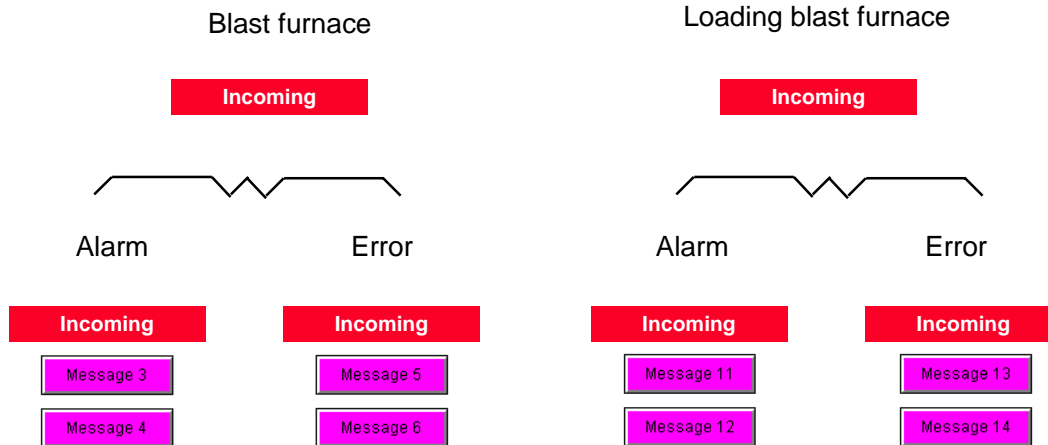 Blast furnace
Loading blast furnace
Incoming
Incoming
Alarm
Error
Alarm
Error
Incoming
Incoming
Incoming
Incoming
Message 3
Message 5
Message 11
Message 13
Message 4
Message 6
Message 12
Message 14